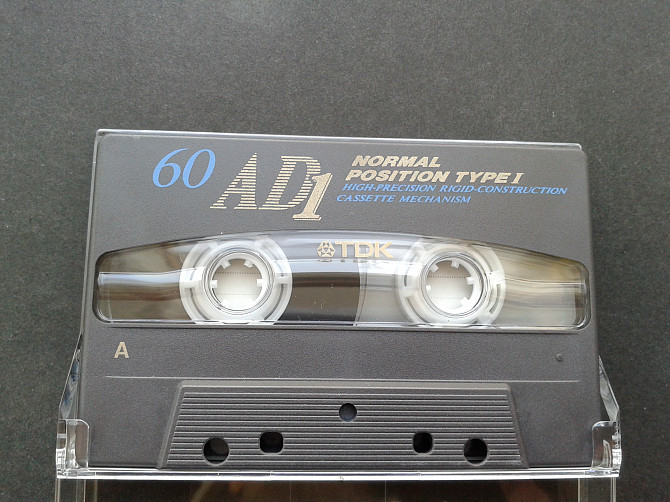 60 AD1
NORMAL
POSITION TYPE I
HIGH-PRECISION RIGID-CONSTRUCTION
CASSETTE MECHANISM
TDK
A